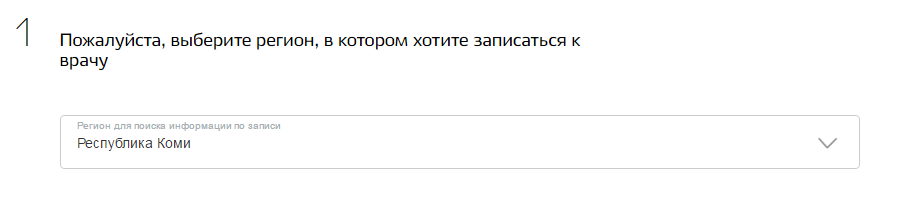 1
Пожалуйста, выберите регион, в котором хотите записаться к
врачу
Регион для поиска информации по записи
Республика Коми